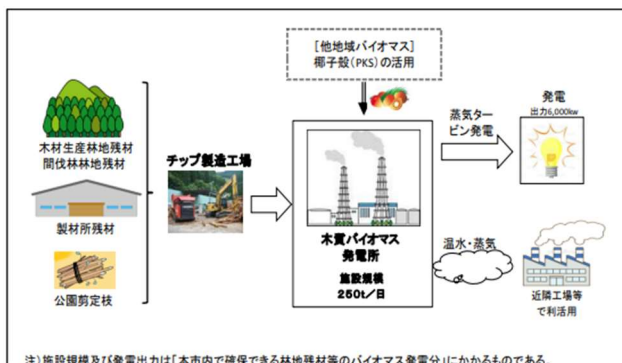 ［他地域バイオマス］
椰子殻（PKS）の活用
木材生産林地残材
間伐林林地残材
製材所残材
公園剪定枝
チップ製造工場
木質バイオマス
発電所
施設規模
250t／日
蒸気ター
ビン発電
発電
出力6,000kw
温水・蒸気
近隣工場等
で利活用
注）施設規模及び発電出力は「本市内で確保できる林地残材等のバイオマス発電分」にかかるものである。